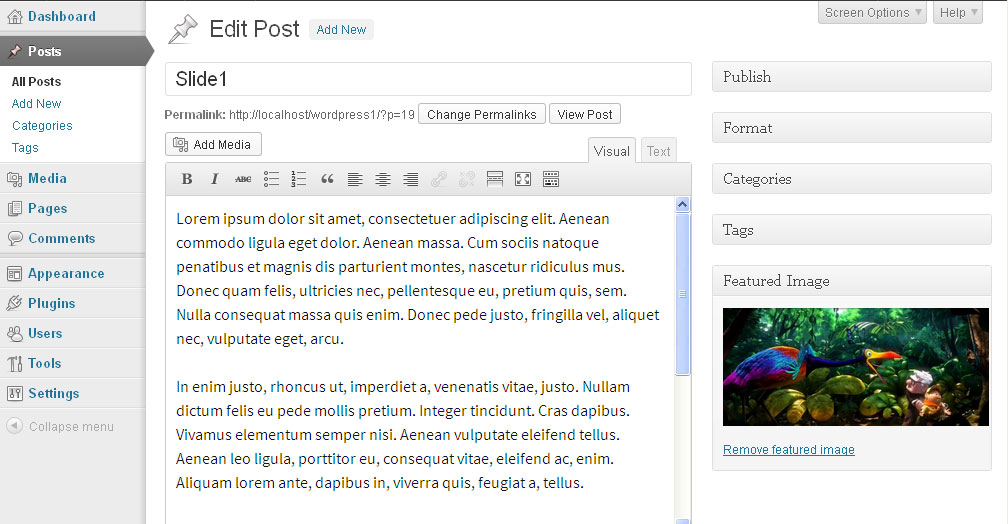 Dashboard
Posts
All Posts
Add New
Categories
Tags
Media
Pages
Comments
Appearance
Plugins
Users
Tools
Settings
Collapse menu
Screen Options
Help
Edit Post
Add New
Slide1
Permalink: http://localhost/wordpress1/?p=19
Change Permalinks
View Post
Add Media
Visual
Text
B I ABC
Lorem ipsum dolor sit amet, consectetuer adipiscing elit. Aenean
commodo ligula eget dolor. Aenean massa. Cum sociis natoque
penatibus et magnis dis parturient montes, nascetur ridiculus mus.
Donec quam felis, ultricies nec, pellentesque eu, pretium quis, sem.
Nulla consequat massa quis enim. Donec pede justo, fringilla vel, aliquet
nec, vulputate eget, arcu.
In enim justo, rhoncus ut, imperdiet a, venenatis vitae, justo. Nullam
dictum felis eu pede mollis pretium. Integer tincidunt. Cras dapibus.
Vivamus elementum semper nisi. Aenean vulputate eleifend tellus.
Aenean leo ligula, porttitor eu, consequat vitae, eleifend ac, enim.
Aliquam lorem ante, dapibus in, viverra quis, feugiat a, tellus.
Publish
Format
Categories
Tags
Featured Image
Remove featured image